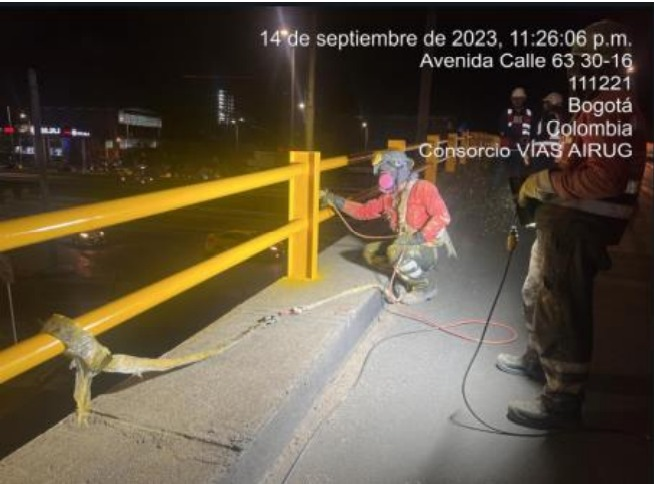 14 de septiembre de 2023, 11:26:06 p.m.
Avenida Calle 63 30-16
111221
Bogotá
Colombia
Consorcio VÍAS AIRUG